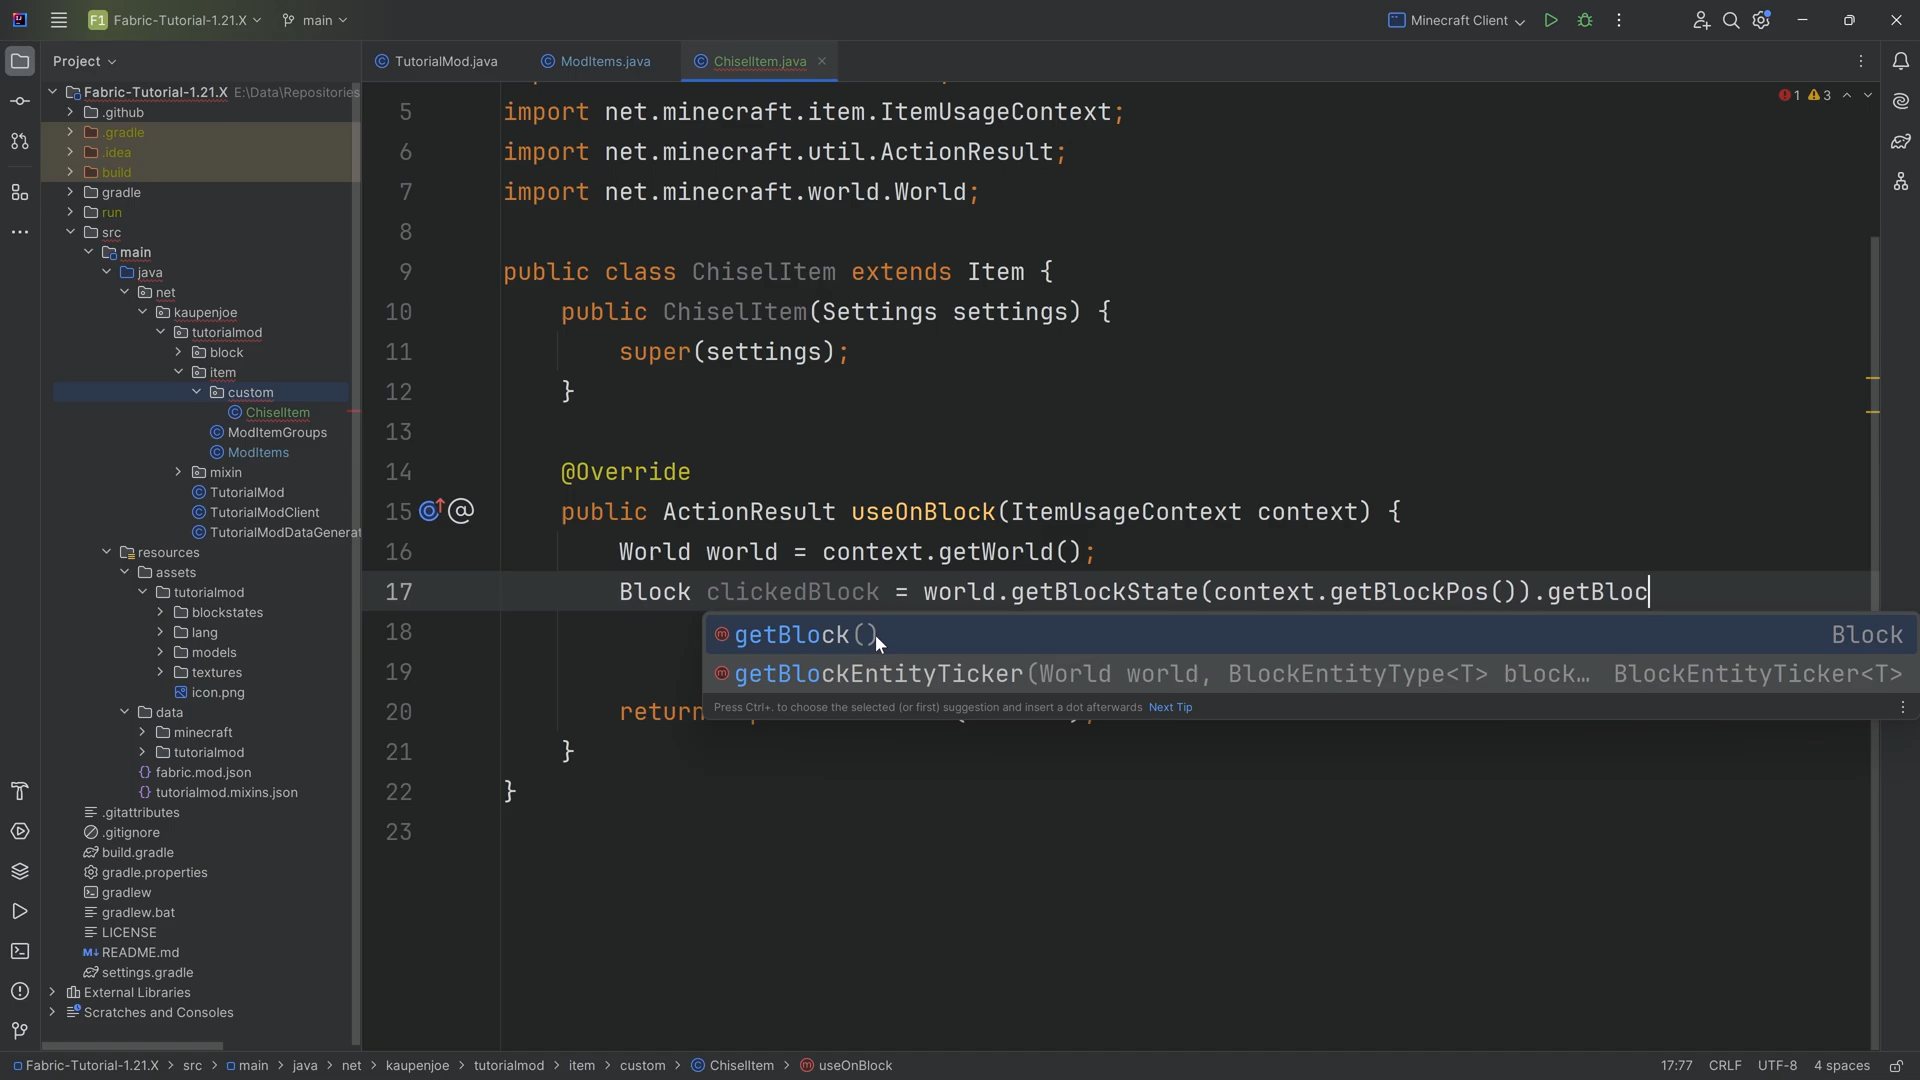 F1 Fabric-Tutorial-1.21.X main Minecraft Client
Project TutorialMod.java ModItems.java ChiselItem.java
Fabric-Tutorial-1.21.X E:\Data\Repositories
.github
.gradle
.idea
build
gradle
run
src
main
java
net
kaupenjoe
tutorialmod
block
item
custom
ChiselItem
ModItemGroups
ModItems
mixin
TutorialMod
TutorialModClient
TutorialModDataGenerat
resources
assets
tutorialmod
blockstates
lang
models
textures
icon.png
data
minecraft
tutorialmod
fabric.mod.json
tutorialmod.mixins.json
.gitattributes
.gitignore
build.gradle
gradle.properties
gradlew
gradlew.bat
LICENSE
README.md
settings.gradle
External Libraries
Scratches and Consoles
1 3
5 import net.minecraft.item.ItemUsageContext;
6 import net.minecraft.util.ActionResult;
7 import net.minecraft.world.World;
8
9 public class ChiselItem extends Item {
10 public ChiselItem(Settings settings) {
11 super(settings);
12 }
13
14 @Override
15 public ActionResult useOnBlock(ItemUsageContext context) {
16 World world = context.getWorld();
17 Block clickedBlock = world.getBlockState(context.getBlockPos()).getBloc
18
19
20 return
21 }
22 }
23
getBlock() Block
getBlockEntityTicker(World world, BlockEntityType<T> block… BlockEntityTicker<T>
Press Ctrl+. to choose the selected (or first) suggestion and insert a dot afterwards Next Tip
Fabric-Tutorial-1.21.X > src > main > java > net > kaupenjoe > tutorialmod > item > custom > ChiselItem > useOnBlock 17:77 CRLF UTF-8 4 spaces